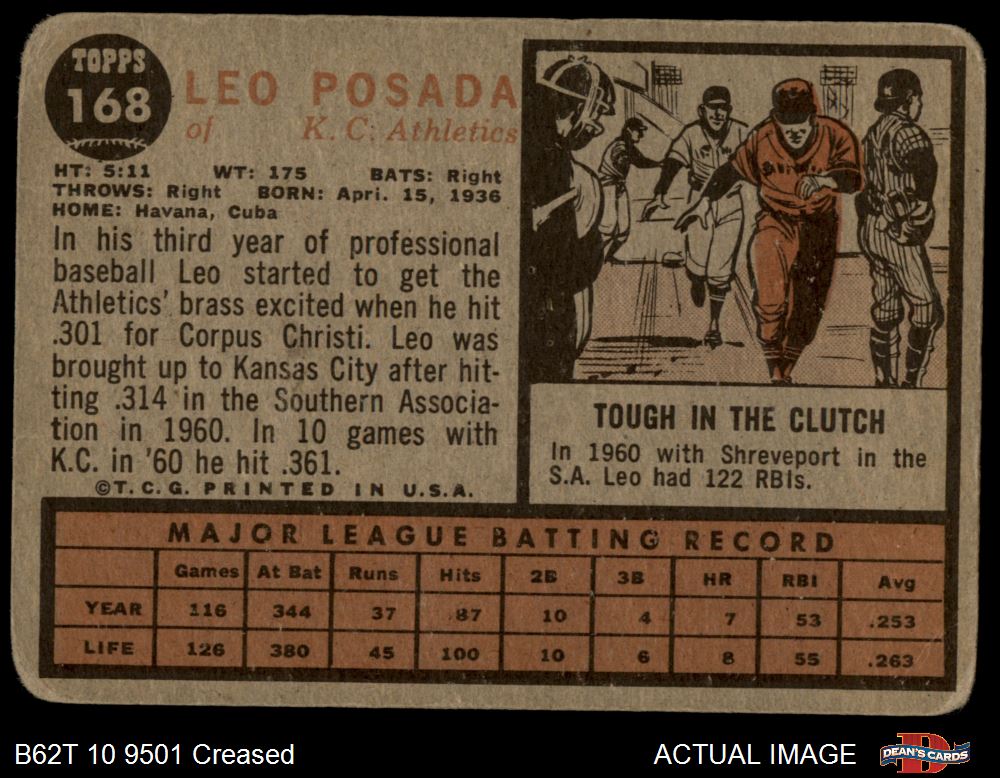 TOPPS
168
LEO POSADA
of K. C. Athletics
HT: 5:11 WT: 175 BATS: Right
THROWS: Right BORN: Apri. 15, 1936
HOME: Havana, Cuba
In his third year of professional
baseball Leo started to get the
Athletics' brass excited when he hit
.301 for Corpus Christi. Leo was
brought up to Kansas City after hit-
ting .314 in the Southern Associa-
tion in 1960. In 10 games with
K.C. in '60 he hit .361.
©T. C. G. PRINTED IN U.S.A.
TOUGH IN THE CLUTCH
In 1960 with Shreveport in the
S.A. Leo had 122 RBIs.
MAJOR LEAGUE BATTING RECORD
Games At Bat Runs Hits 2B 3B HR RBI Avg
YEAR 116 344 37 87 10 4 7 53 .253
LIFE 126 380 45 100 10 6 8 55 .263
B62T 10 9501 Creased
ACTUAL IMAGE
DEAN'S CARDS